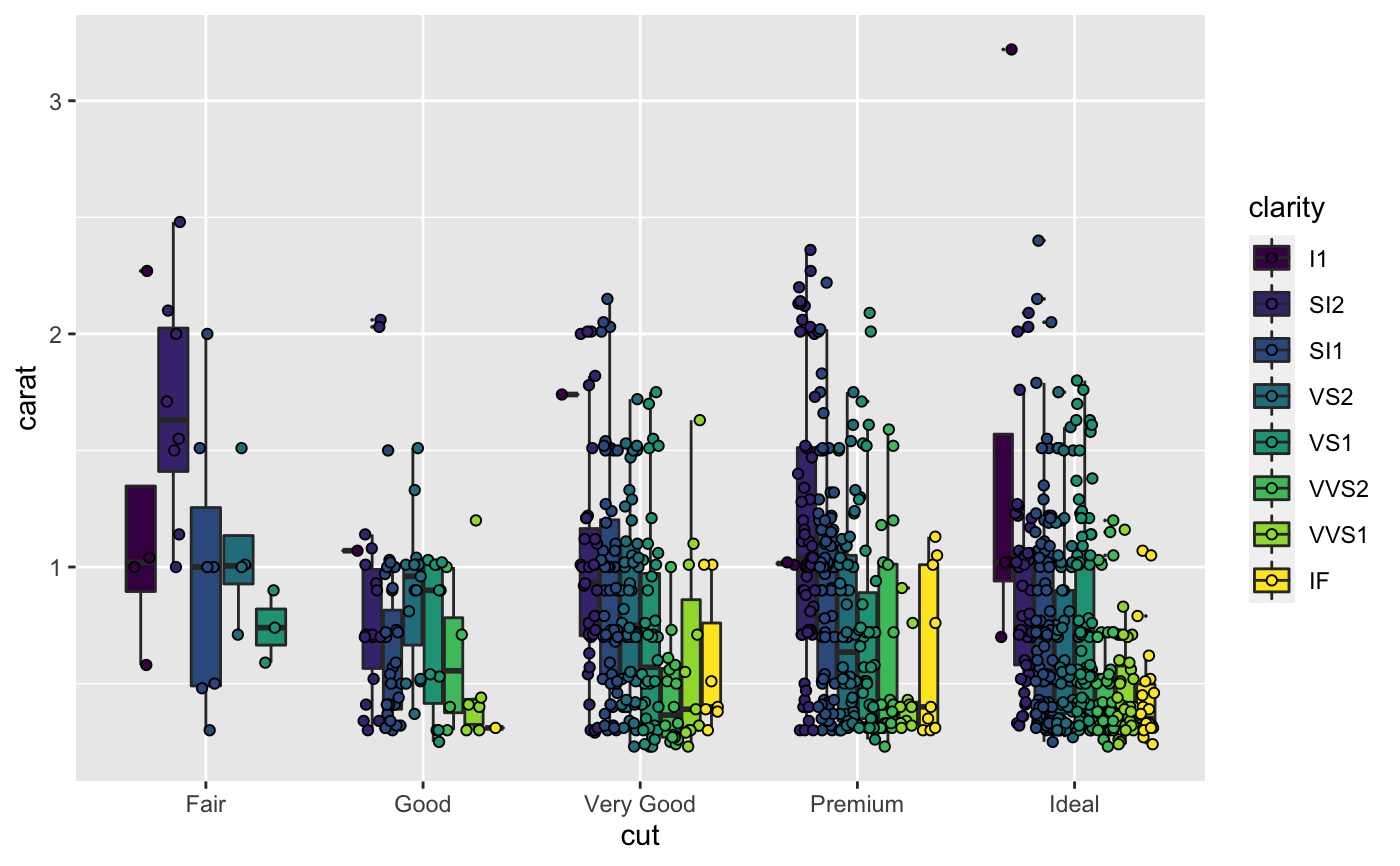 3
2
1
carat
Fair
Good
Very Good
Premium
Ideal
cut
clarity
I1
SI2
SI1
VS2
VS1
VVS2
VVS1
IF